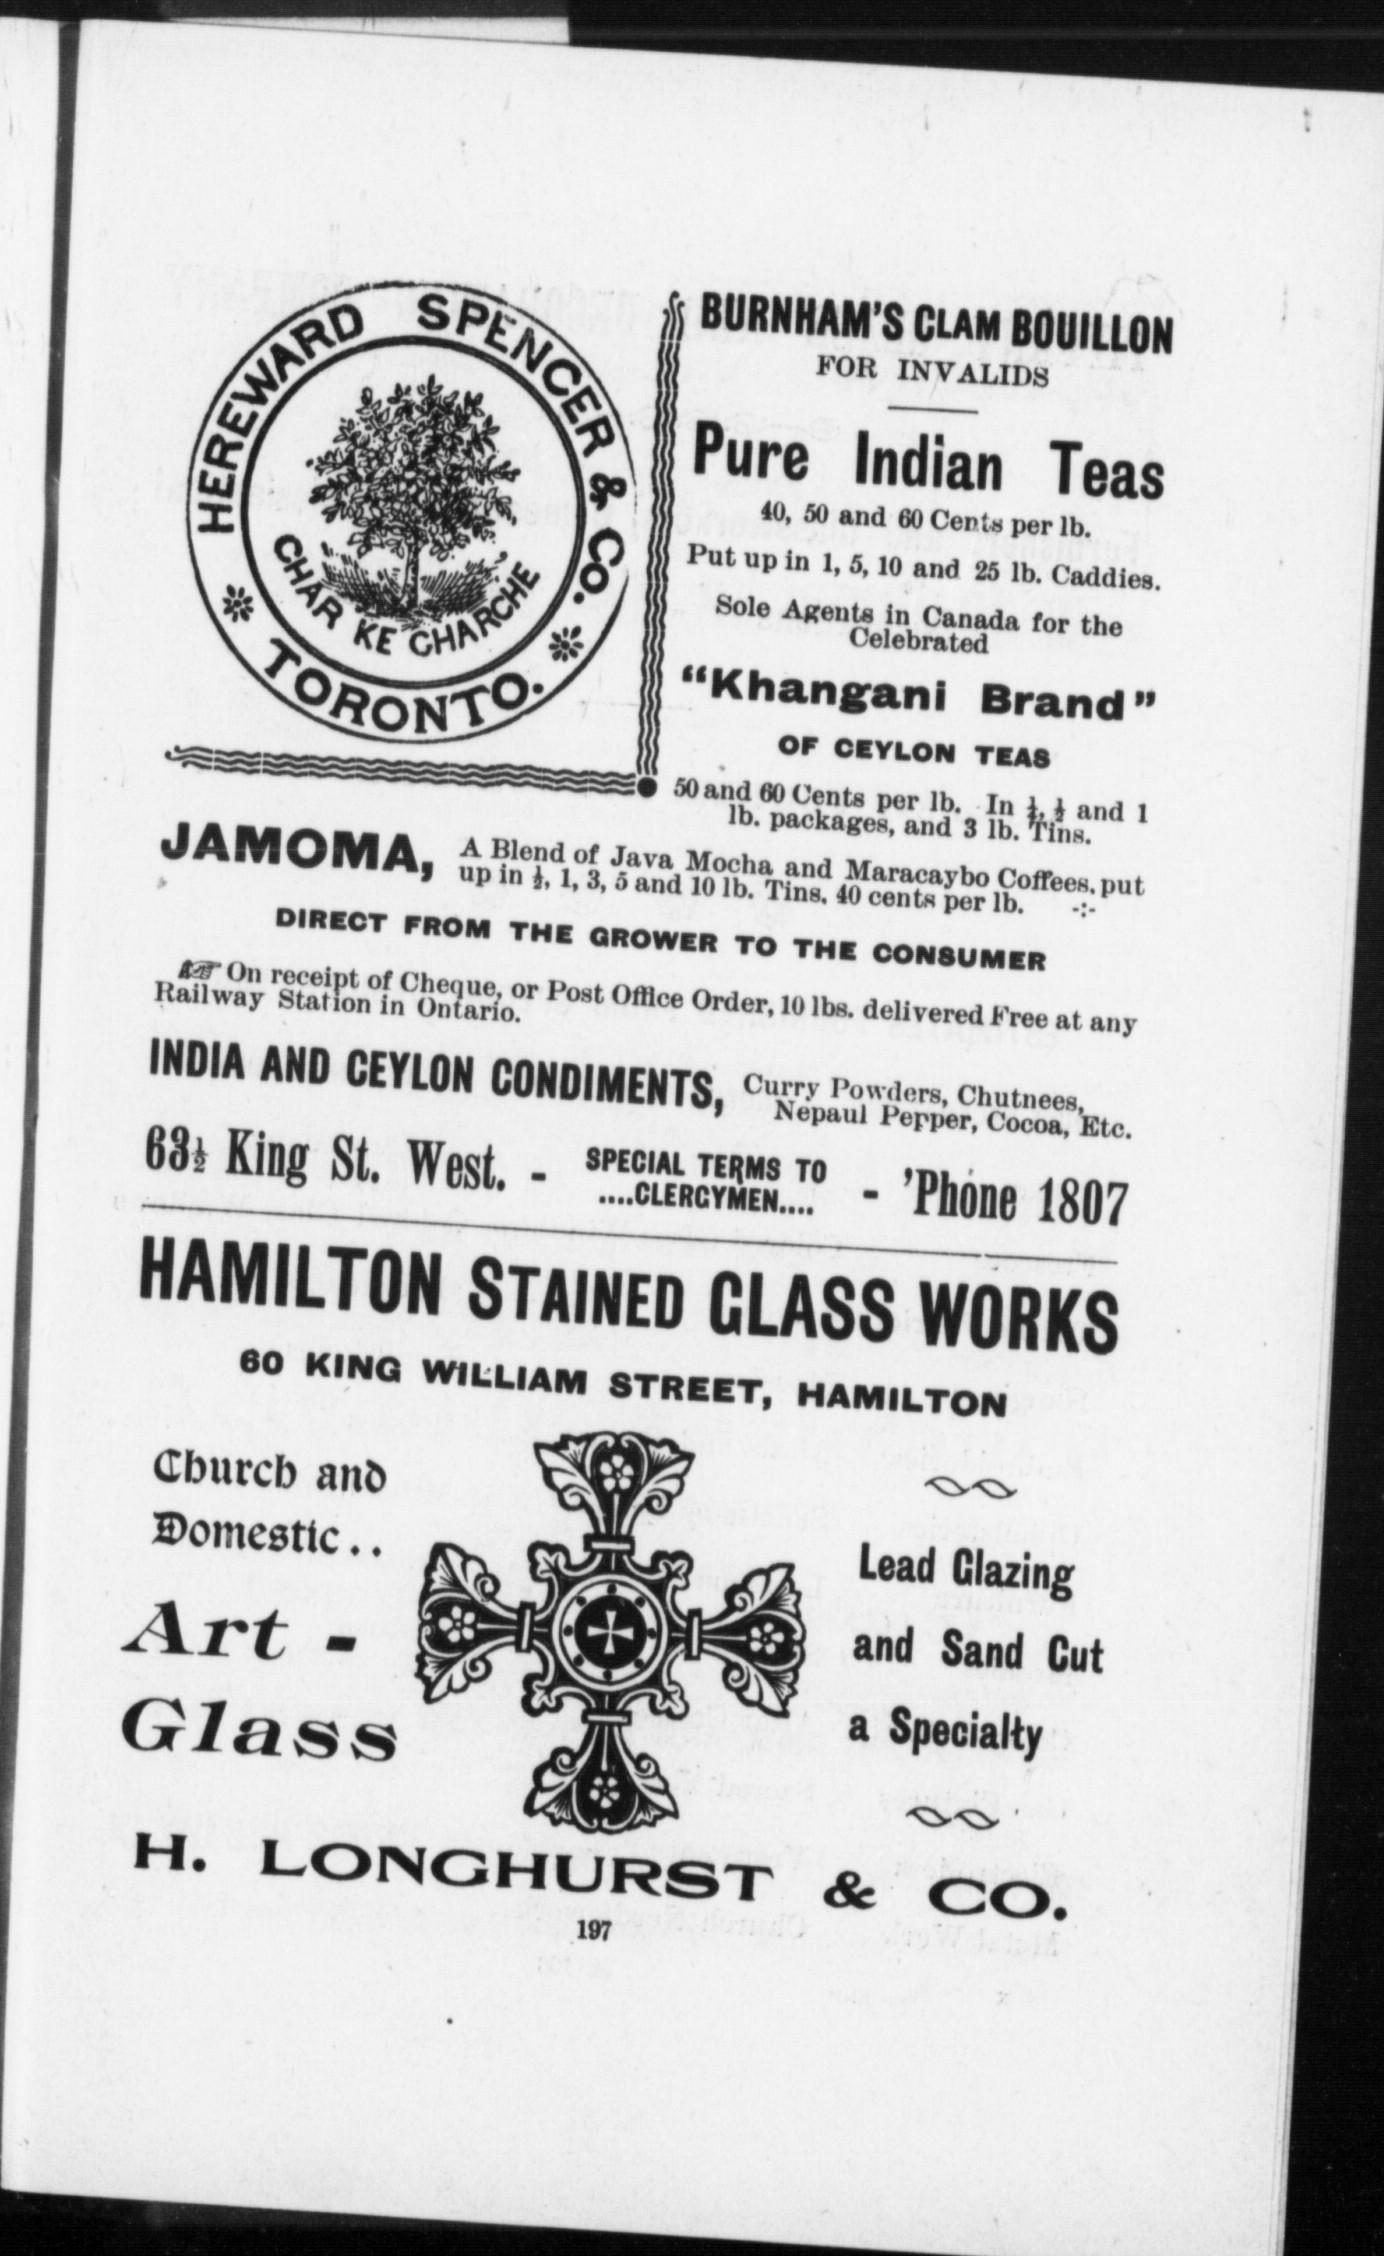 HEREWARD SPENCER & CO.
TORONTO.
CHAR KE CHARCHE
BURNHAM'S CLAM BOUILLON
FOR INVALIDS
Pure Indian Teas
40, 50 and 60 Cents per lb.
Put up in 1, 5, 10 and 25 lb. Caddies.
Sole Agents in Canada for the
Celebrated
"Khangani Brand"
OF CEYLON TEAS
50 and 60 Cents per lb. In ¼, ½ and 1
lb. packages, and 3 lb. Tins.
JAMOMA, A Blend of Java Mocha and Maracaybo Coffees, put
up in ½, 1, 3, 5 and 10 lb. Tins, 40 cents per lb. -:-
DIRECT FROM THE GROWER TO THE CONSUMER
☞ On receipt of Cheque, or Post Office Order, 10 lbs. delivered Free at any
Railway Station in Ontario.
INDIA AND CEYLON CONDIMENTS, Curry Powders, Chutnees,
Nepaul Pepper, Cocoa, Etc.
63½ King St. West. - SPECIAL TERMS TO
....CLERGYMEN.... - 'Phone 1807
HAMILTON STAINED GLASS WORKS
60 KING WILLIAM STREET, HAMILTON
Church and
Domestic..
Art -
Glass
Lead Glazing
and Sand Cut
a Specialty
H. LONGHURST & CO.
197